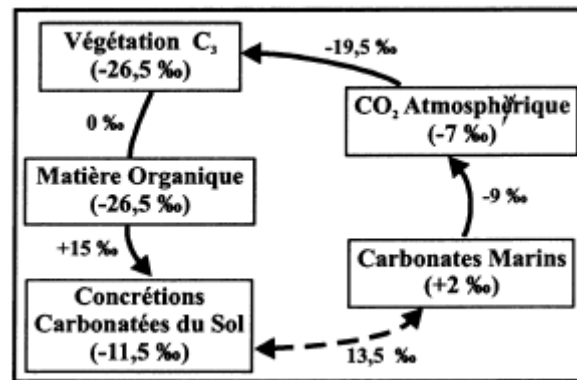 Végétation C₃
(-26,5 ‰)
-19,5 ‰
CO₂ Atmosphérique
(-7 ‰)
0 ‰
Matière Organique
(-26,5 ‰)
-9 ‰
+15 ‰
Carbonates Marins
(+2 ‰)
Concrétions
Carbonatées du Sol
(-11,5 ‰)
13,5 ‰